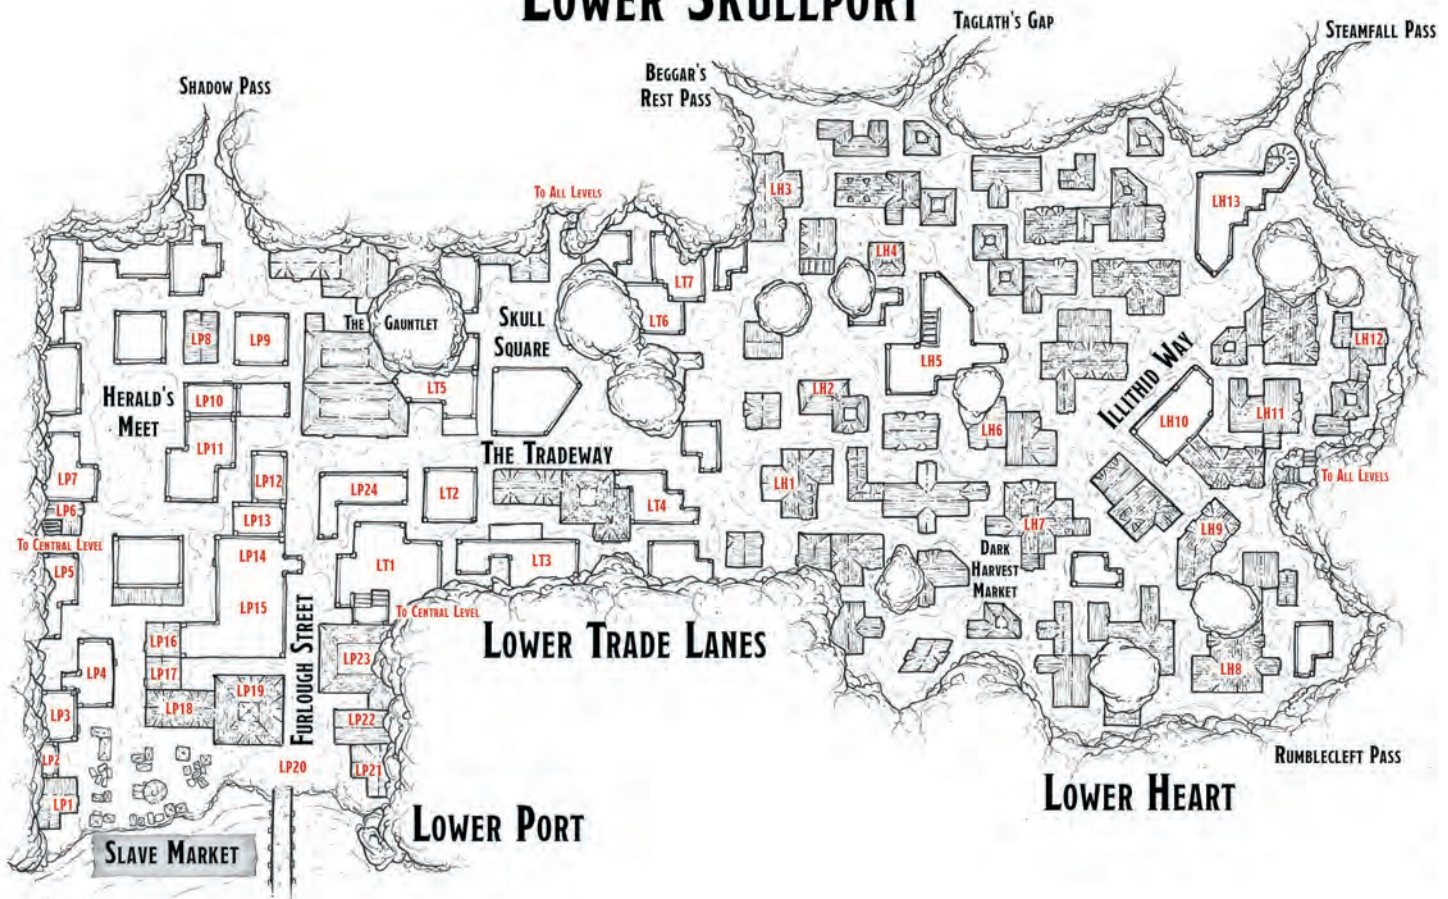 LOWER SKULLPORT
TAGLATH'S GAP
STEAMFALL PASS
BEGGAR'S
REST PASS
SHADOW PASS
TO ALL LEVELS
LH3
LH13
LH4
LT7
LT6
SKULL
SQUARE
THE GAUNTLET
LP8
LP9
LH5
LH12
ILLITHID WAY
LT5
LH2
HERALD'S
MEET
LP10
LH11
LH10
LH6
LP11
THE TRADEWAY
LP7
LP12
LP24
LT2
LT4
LH1
TO ALL LEVELS
LP6
LP13
LH7
LH9
TO CENTRAL LEVEL
LP14
DARK
HARVEST
MARKET
LP5
LT1
LT3
LP15
TO CENTRAL LEVEL
FURLOUGH STREET
LOWER TRADE LANES
LP16
LP23
LP4
LP17
LH8
LP19
LP18
LP3
LP22
LP2
LP20
LP21
RUMBLECLEFT PASS
LP1
LOWER HEART
LOWER PORT
SLAVE MARKET